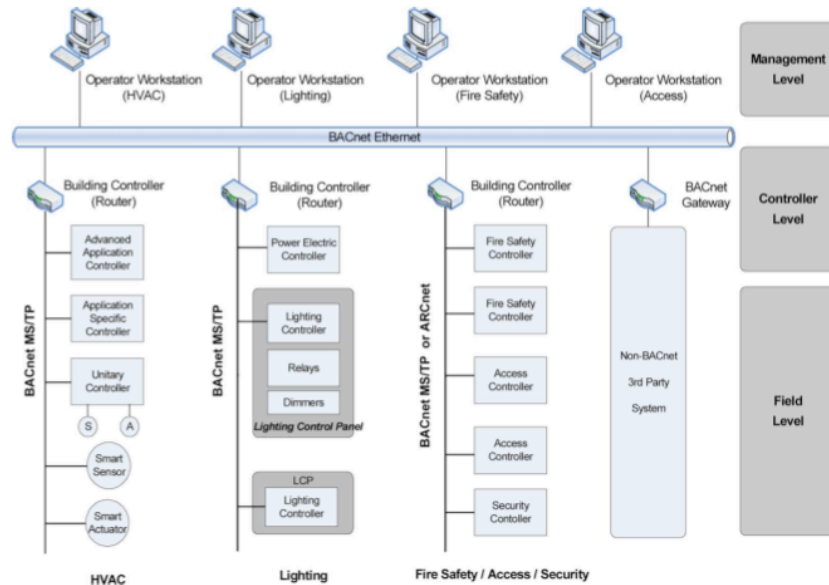 Operator Workstation
(HVAC)
Operator Workstation
(Lighting)
Operator Workstation
(Fire Safety)
Operator Workstation
(Access)
Management
Level
BACnet Ethernet
Building Controller
(Router)
Building Controller
(Router)
Building Controller
(Router)
BACnet
Gateway
Controller
Level
BACnet MS/TP
Advanced
Application
Controller
Application
Specific
Controller
Unitary
Controller
S
A
Smart
Sensor
Smart
Actuator
HVAC
BACnet MS/TP
Power Electric
Controller
Lighting
Controller
Relays
Dimmers
Lighting Control Panel
LCP
Lighting
Controller
Lighting
BACnet MS/TP or ARCnet
Fire Safety
Controller
Fire Safety
Controller
Access
Controller
Access
Controller
Security
Contoller
Fire Safety / Access / Security
Non-BACnet
3rd Party
System
Field
Level